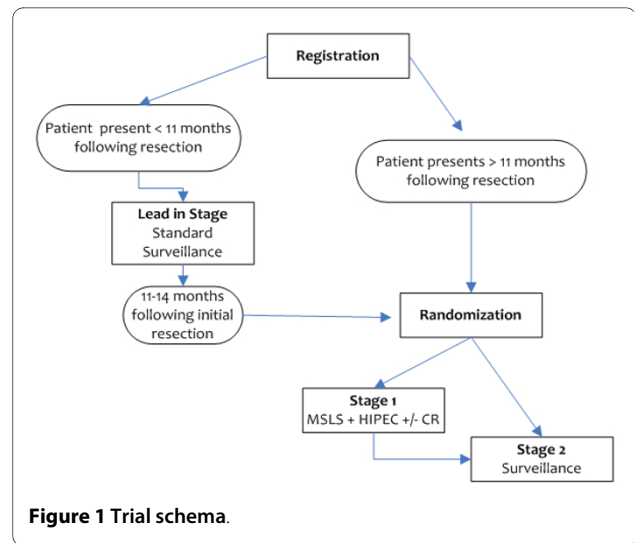 Registration
Patient present < 11 months
following resection
Patient presents > 11 months
following resection
Lead in Stage
Standard
Surveillance
11-14 months
following initial
resection
Randomization
Stage 1
MSLS + HIPEC +/- CR
Stage 2
Surveillance
Figure 1 Trial schema.